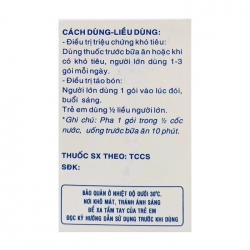 CÁCH DÙNG-LIỀU DÙNG:
- Điều trị triệu chứng khó tiêu:
Dùng thuốc trước bữa ăn hoặc khi
có khó tiêu, người lớn dùng 1-3
gói mỗi ngày.
- Điều trị táo bón:
Người lớn dùng 1 gói vào lúc đói,
buổi sáng.
Trẻ em dùng ½ liều người lớn.
* Ghi chú: Pha 1 gói trong ½ cốc
nước, uống trước bữa ăn 10 phút.
THUỐC SX THEO: TCCS
SĐK:
BẢO QUẢN Ở NHIỆT ĐỘ DƯỚI 30°C.
NƠI KHÔ MÁT, TRÁNH ÁNH SÁNG
ĐỂ XA TẦM TAY CỦA TRẺ EM
ĐỌC KỸ HƯỚNG DẪN SỬ DỤNG TRƯỚC KHI DÙNG